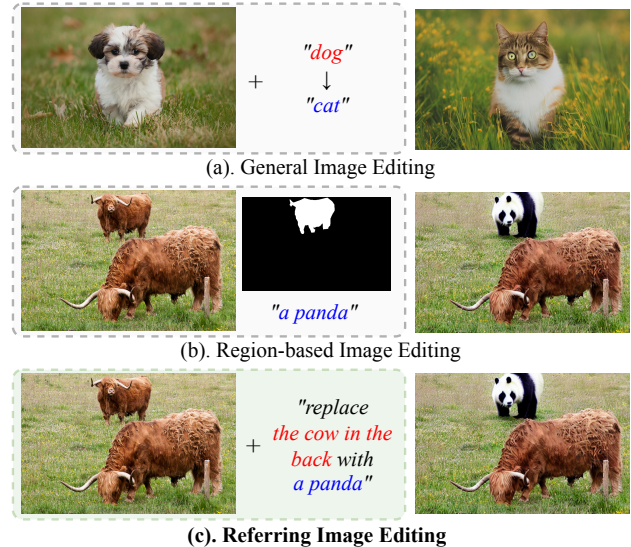 "dog"
+
↓
"cat"
(a). General Image Editing
"a panda"
(b). Region-based Image Editing
"replace
+ the cow in the
back with
a panda"
(c). Referring Image Editing